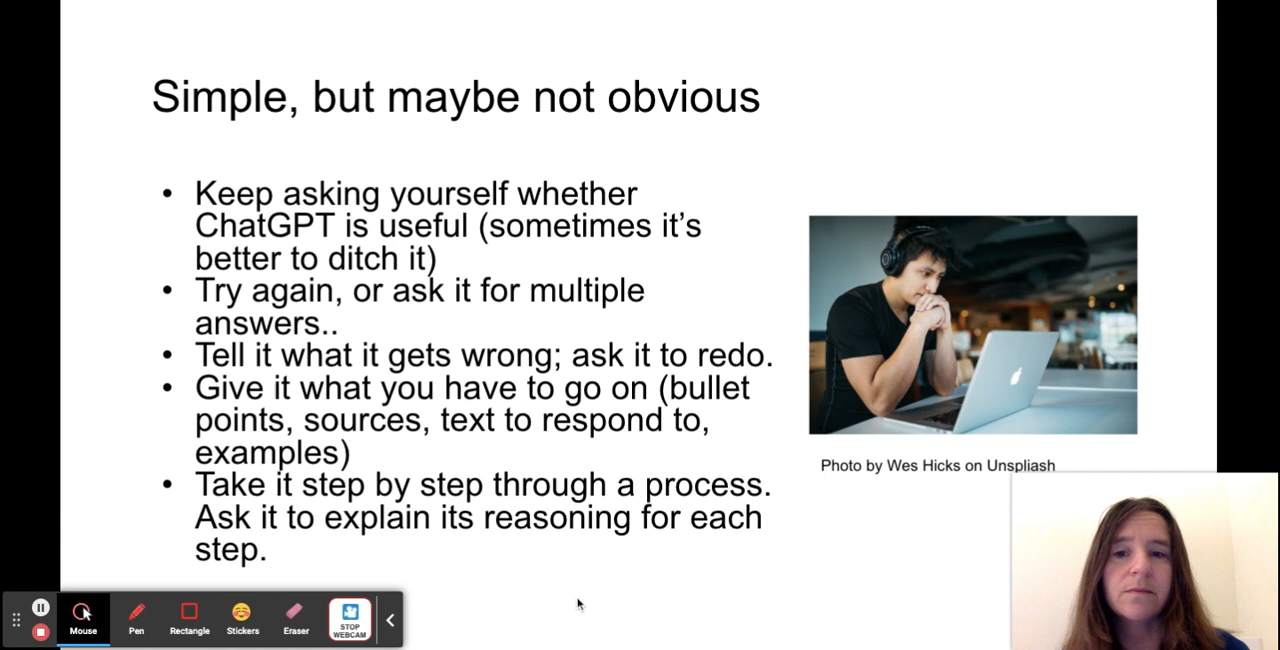 Simple, but maybe not obvious
• Keep asking yourself whether
ChatGPT is useful (sometimes it’s
better to ditch it)
• Try again, or ask it for multiple
answers..
• Tell it what it gets wrong; ask it to redo.
• Give it what you have to go on (bullet
points, sources, text to respond to,
examples)
• Take it step by step through a process.
Ask it to explain its reasoning for each
step.
Photo by Wes Hicks on Unspliash
Mouse
Pen
Rectangle
Stickers
Eraser
STOP
WEBCAM